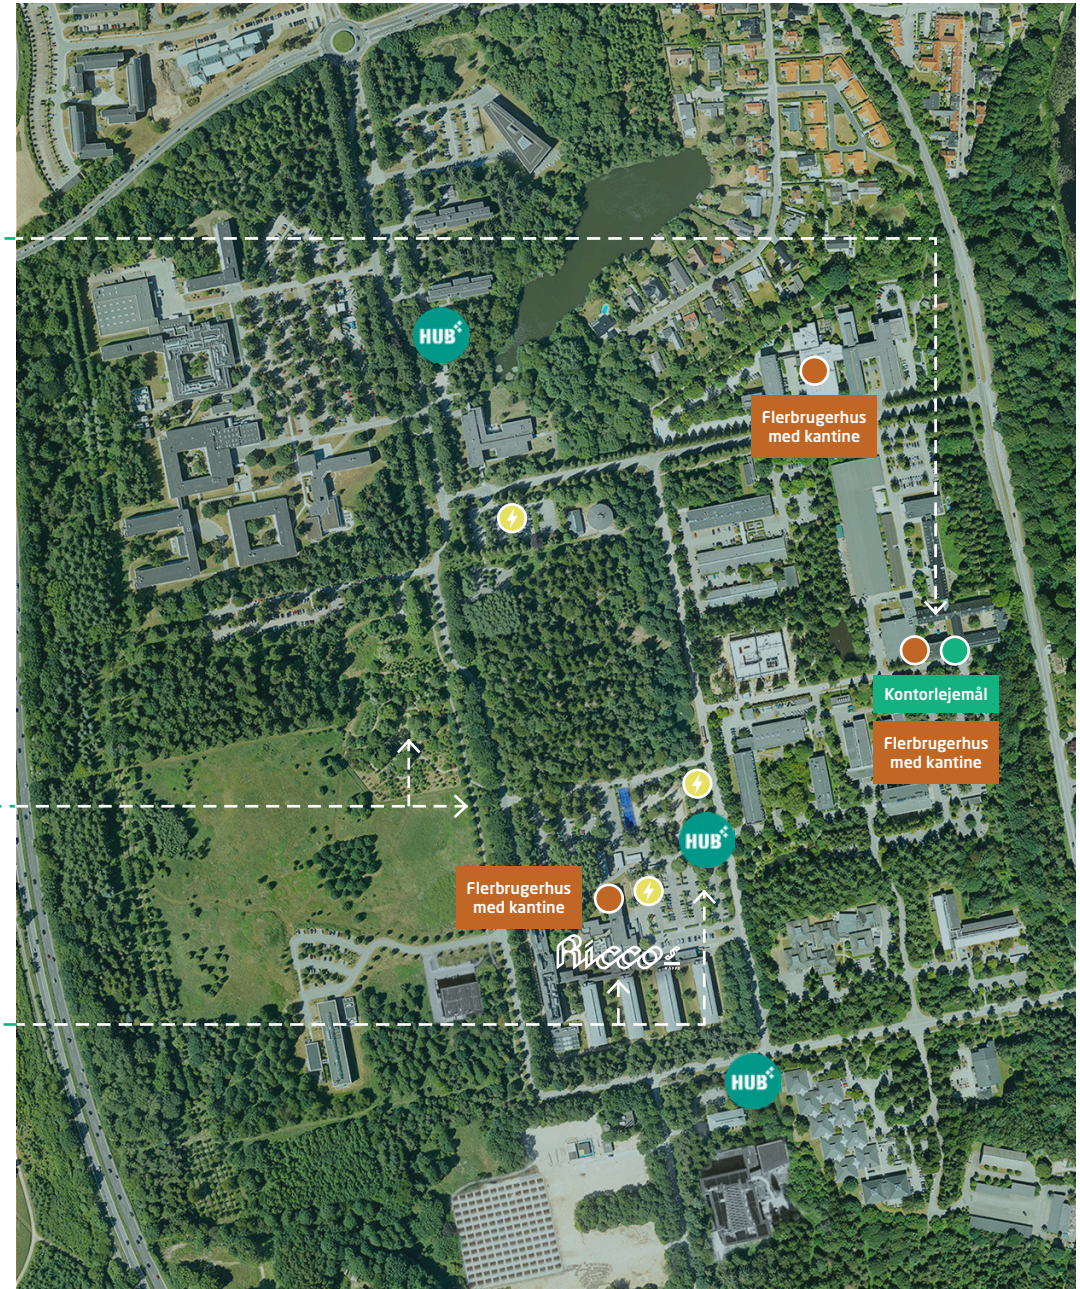 HUB
Flerbrugerhus
med kantine
Kontorlejemål
Flerbrugerhus
med kantine
HUB
Flerbrugerhus
med kantine
Ricco's
HUB